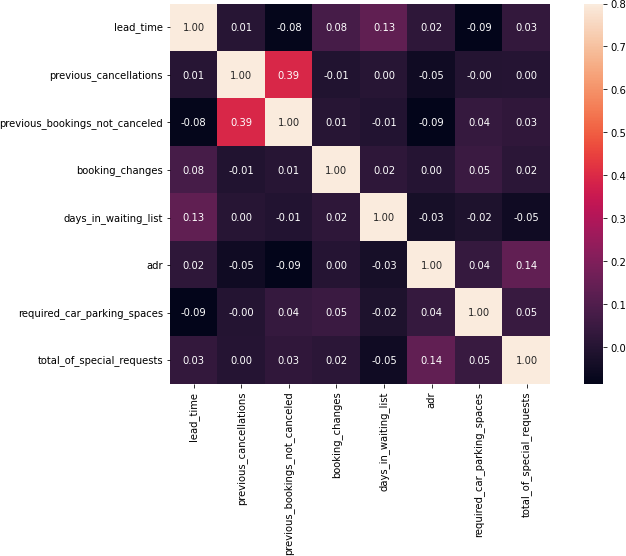 lead_time 1.00 0.01 -0.08 0.08 0.13 0.02 -0.09 0.03
previous_cancellations 0.01 1.00 0.39 -0.01 0.00 -0.05 -0.00 0.00
previous_bookings_not_canceled -0.08 0.39 1.00 0.01 -0.01 -0.09 0.04 0.03
booking_changes 0.08 -0.01 0.01 1.00 0.02 0.00 0.05 0.02
days_in_waiting_list 0.13 0.00 -0.01 0.02 1.00 -0.03 -0.02 -0.05
adr 0.02 -0.05 -0.09 0.00 -0.03 1.00 0.04 0.14
required_car_parking_spaces -0.09 -0.00 0.04 0.05 -0.02 0.04 1.00 0.05
total_of_special_requests 0.03 0.00 0.03 0.02 -0.05 0.14 0.05 1.00
lead_time
previous_cancellations
previous_bookings_not_canceled
booking_changes
days_in_waiting_list
adr
required_car_parking_spaces
total_of_special_requests
0.8
0.7
0.6
0.5
0.4
0.3
0.2
0.1
0.0